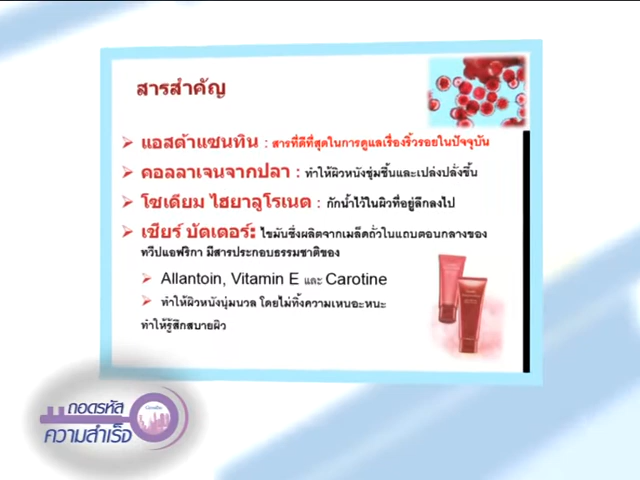 สารสำคัญ
แอสต้าแซนทิน : สารที่ดีที่สุดในการดูแลเรื่องริ้วรอยในปัจจุบัน
คอลลาเจนจากปลา : ทำให้ผิวหนังชุ่มชื้นและเปล่งปลั่งขึ้น
โซเดียม ไฮยาลูโรเนต : กักน้ำไว้ในผิวที่อยู่ลึกลงไป
เชียร์ บัตเตอร์: ไขมันซึ่งผลิตจากเมล็ดถั่วในแถบตอนกลางของ
ทวีปแอฟริกา มีสารประกอบธรรมชาติของ
Allantoin, Vitamin E และ Carotine
ทำให้ผิวหนังนุ่มนวล โดยไม่ทิ้งความเหนอะหนะ
ทำให้รู้สึกสบายผิว
ถอดรหัส
ความสำเร็จ